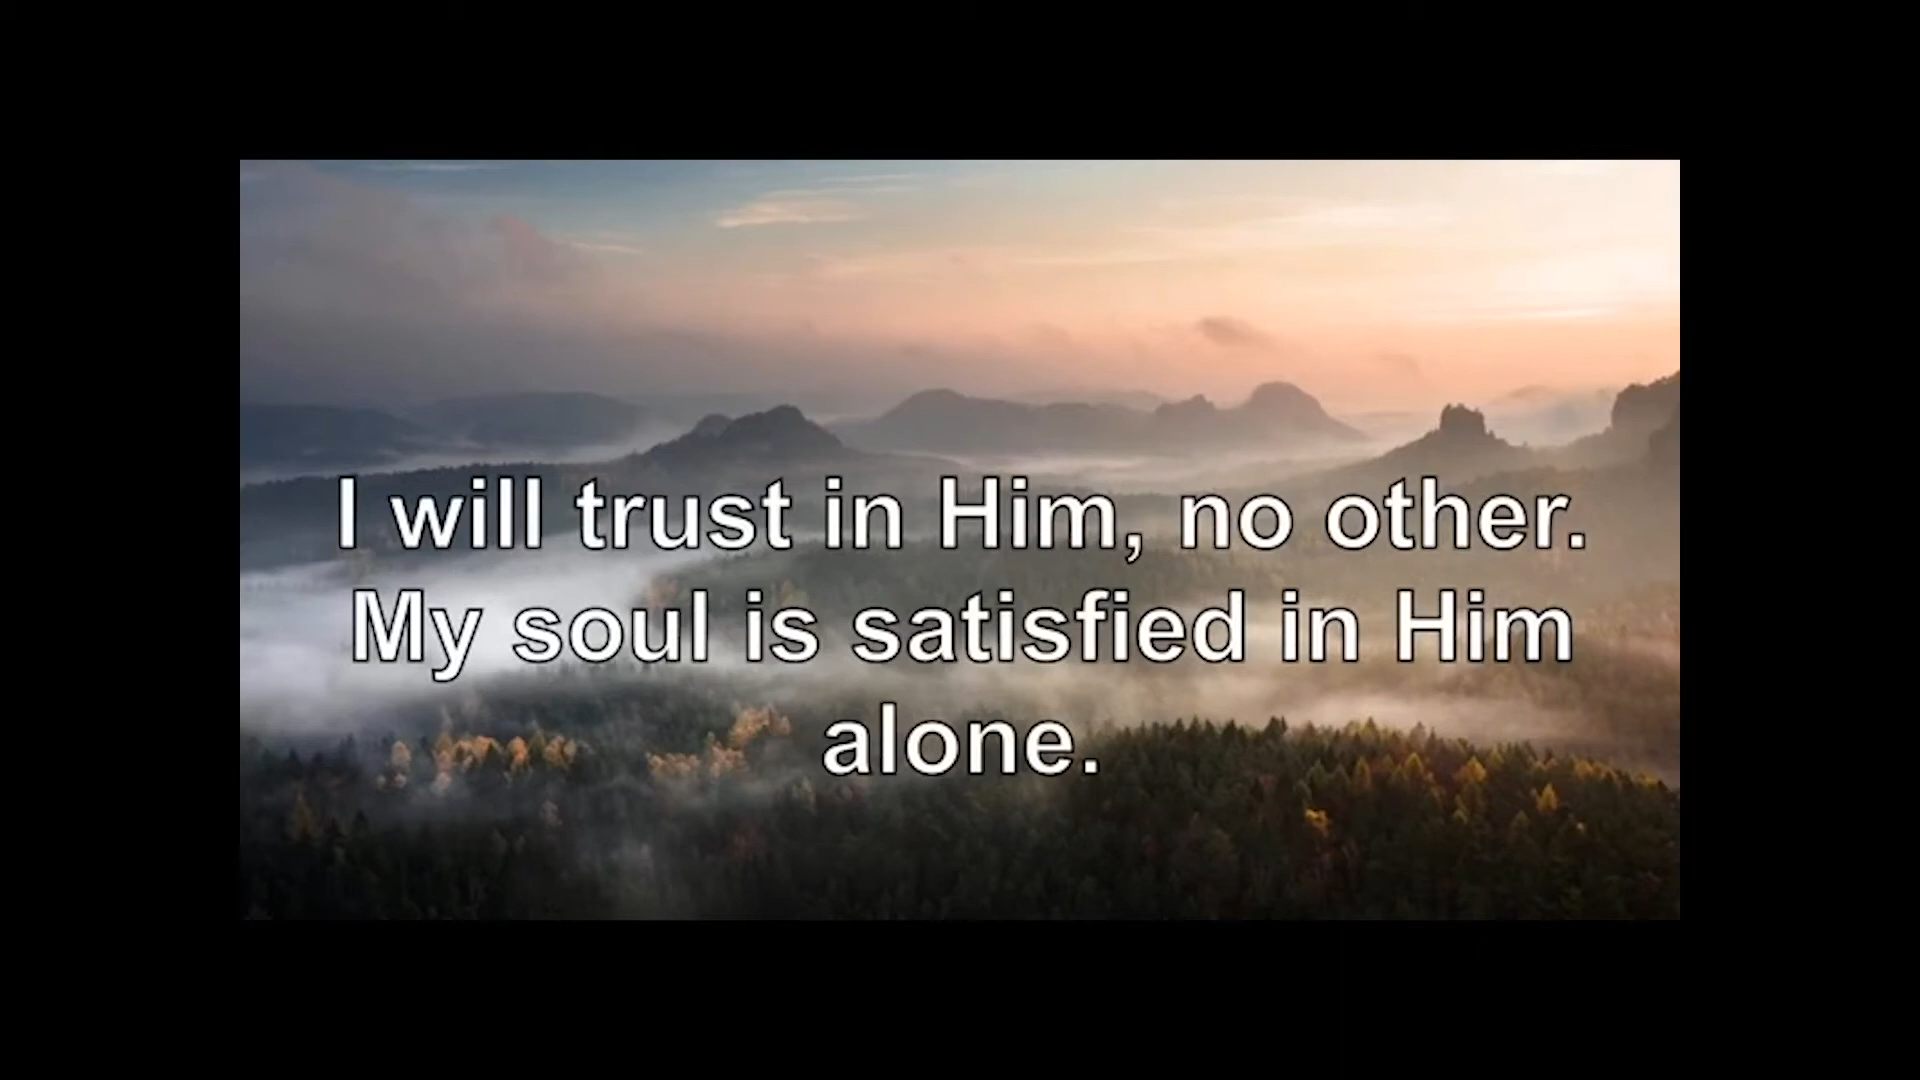 I will trust in Him, no other.
My soul is satisfied in Him
alone.